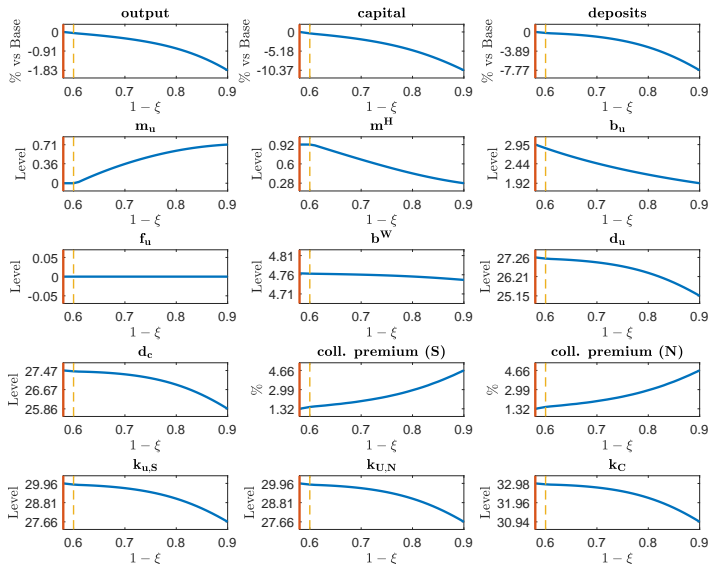 output
% vs Base
0
-0.91
-1.83
0.6 0.7 0.8 0.9
1 − ξ
capital
% vs Base
0
-5.18
-10.37
0.6 0.7 0.8 0.9
1 − ξ
deposits
% vs Base
0
-3.89
-7.77
0.6 0.7 0.8 0.9
1 − ξ
m_u
Level
0.71
0.36
0
0.6 0.7 0.8 0.9
1 − ξ
m^H
Level
0.92
0.6
0.28
0.6 0.7 0.8 0.9
1 − ξ
b_u
Level
2.95
2.44
1.92
0.6 0.7 0.8 0.9
1 − ξ
f_u
Level
0.05
0
-0.05
0.6 0.7 0.8 0.9
1 − ξ
b^W
Level
4.81
4.76
4.71
0.6 0.7 0.8 0.9
1 − ξ
d_u
Level
27.26
26.21
25.15
0.6 0.7 0.8 0.9
1 − ξ
d_c
Level
27.47
26.67
25.86
0.6 0.7 0.8 0.9
1 − ξ
coll. premium (S)
%
4.66
2.99
1.32
0.6 0.7 0.8 0.9
1 − ξ
coll. premium (N)
%
4.66
2.99
1.32
0.6 0.7 0.8 0.9
1 − ξ
k_{u,S}
Level
29.96
28.81
27.66
0.6 0.7 0.8 0.9
1 − ξ
k_{U,N}
Level
29.96
28.81
27.66
0.6 0.7 0.8 0.9
1 − ξ
k_C
Level
32.98
31.96
30.94
0.6 0.7 0.8 0.9
1 − ξ